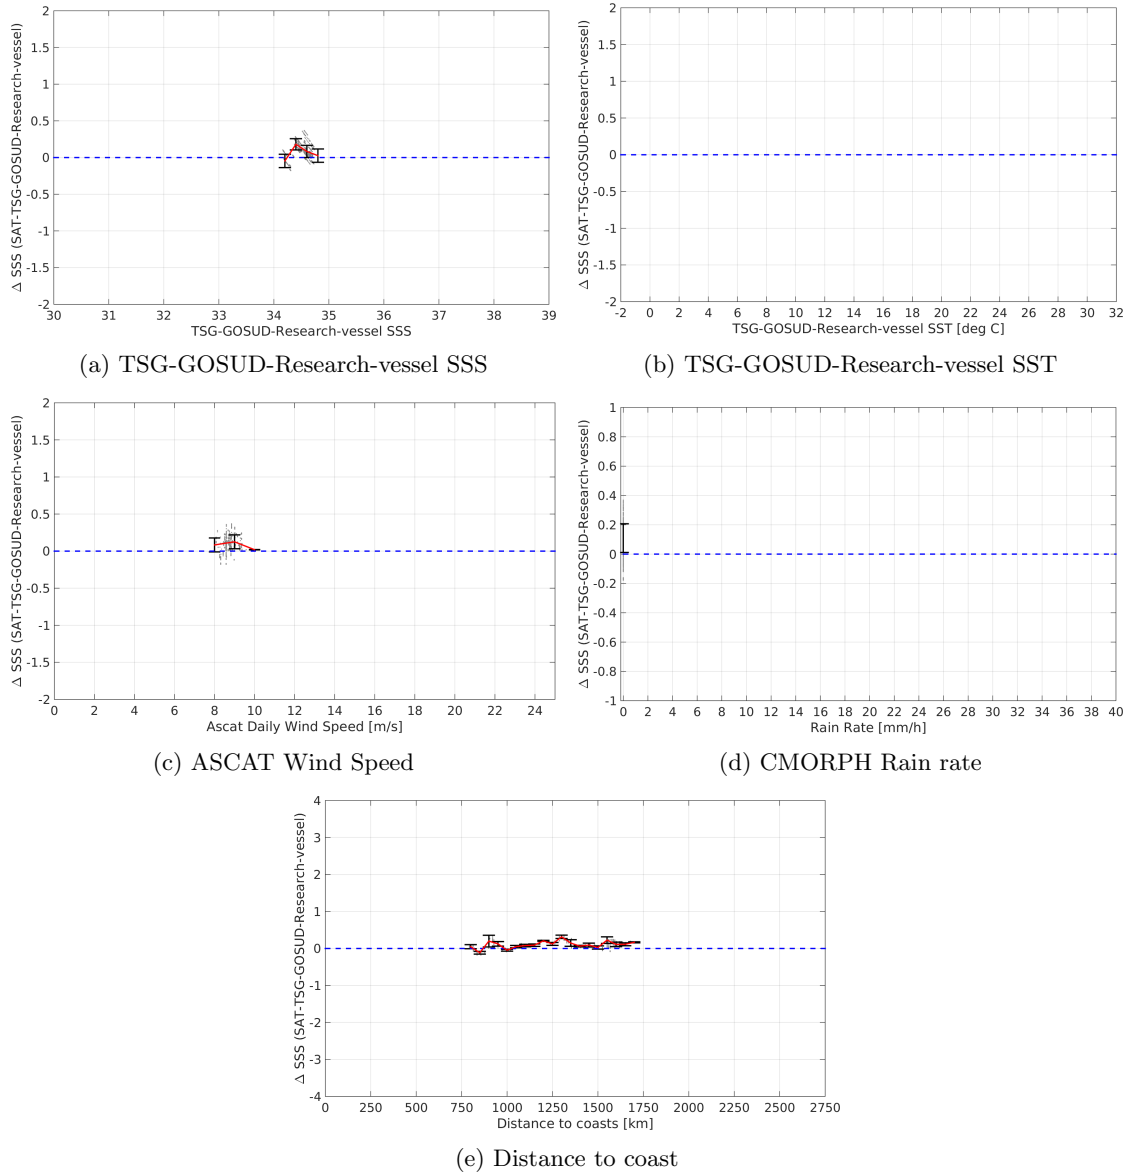 Δ SSS (SAT-TSG-GOSUD-Research-vessel)
2
1.5
1
0.5
0
-0.5
-1
-1.5
-2
30 31 32 33 34 35 36 37 38 39
TSG-GOSUD-Research-vessel SSS
(a) TSG-GOSUD-Research-vessel SSS
Δ SSS (SAT-TSG-GOSUD-Research-vessel)
2
1.5
1
0.5
0
-0.5
-1
-1.5
-2
-2 0 2 4 6 8 10 12 14 16 18 20 22 24 26 28 30 32
TSG-GOSUD-Research-vessel SST [deg C]
(b) TSG-GOSUD-Research-vessel SST
Δ SSS (SAT-TSG-GOSUD-Research-vessel)
2
1.5
1
0.5
0
-0.5
-1
-1.5
-2
0 2 4 6 8 10 12 14 16 18 20 22 24
Ascat Daily Wind Speed [m/s]
(c) ASCAT Wind Speed
Δ SSS (SAT-TSG-GOSUD-Research-vessel)
1
0.8
0.6
0.4
0.2
0
-0.2
-0.4
-0.6
-0.8
-1
0 2 4 6 8 10 12 14 16 18 20 22 24 26 28 30 32 34 36 38 40
Rain Rate [mm/h]
(d) CMORPH Rain rate
Δ SSS (SAT-TSG-GOSUD-Research-vessel)
4
3
2
1
0
-1
-2
-3
-4
0 250 500 750 1000 1250 1500 1750 2000 2250 2500 2750
Distance to coasts [km]
(e) Distance to coast